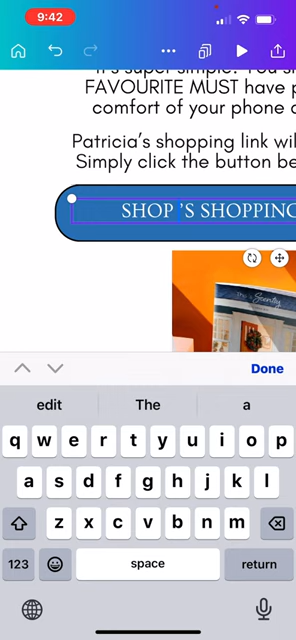 9:42
It's super simple! You s
FAVOURITE MUST have p
comfort of your phone o
Patricia's shopping link wil
Simply click the button be
SHOP 'S SHOPPING
Scentsy
Done
edit The a
q w e r t y u i o p
a s d f g h j k l
z x c v b n m
123 space return